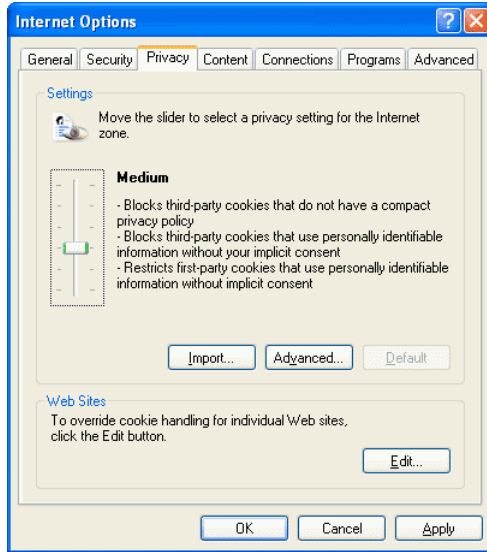 Internet Options
General Security Privacy Content Connections Programs Advanced
Settings
Move the slider to select a privacy setting for the Internet
zone.
Medium
- Blocks third-party cookies that do not have a compact
privacy policy
- Blocks third-party cookies that use personally identifiable
information without your implicit consent
- Restricts first-party cookies that use personally identifiable
information without implicit consent
Import... Advanced... Default
Web Sites
To override cookie handling for individual Web sites,
click the Edit button.
Edit...
OK Cancel Apply